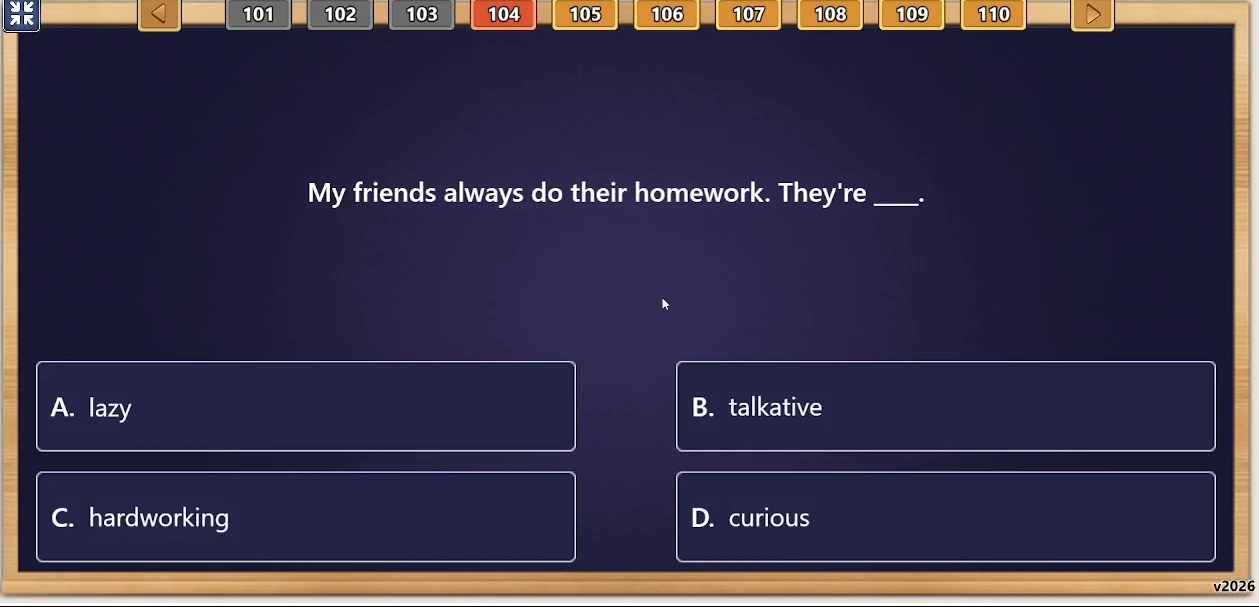 101 102 103 104 105 106 107 108 109 110
My friends always do their homework. They're ____.
A. lazy
B. talkative
C. hardworking
D. curious
v2026